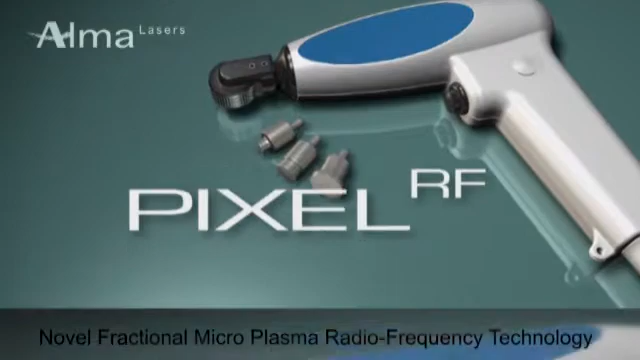 Alma Lasers
PIXEL RF
Novel Fractional Micro Plasma Radio-Frequency Technology